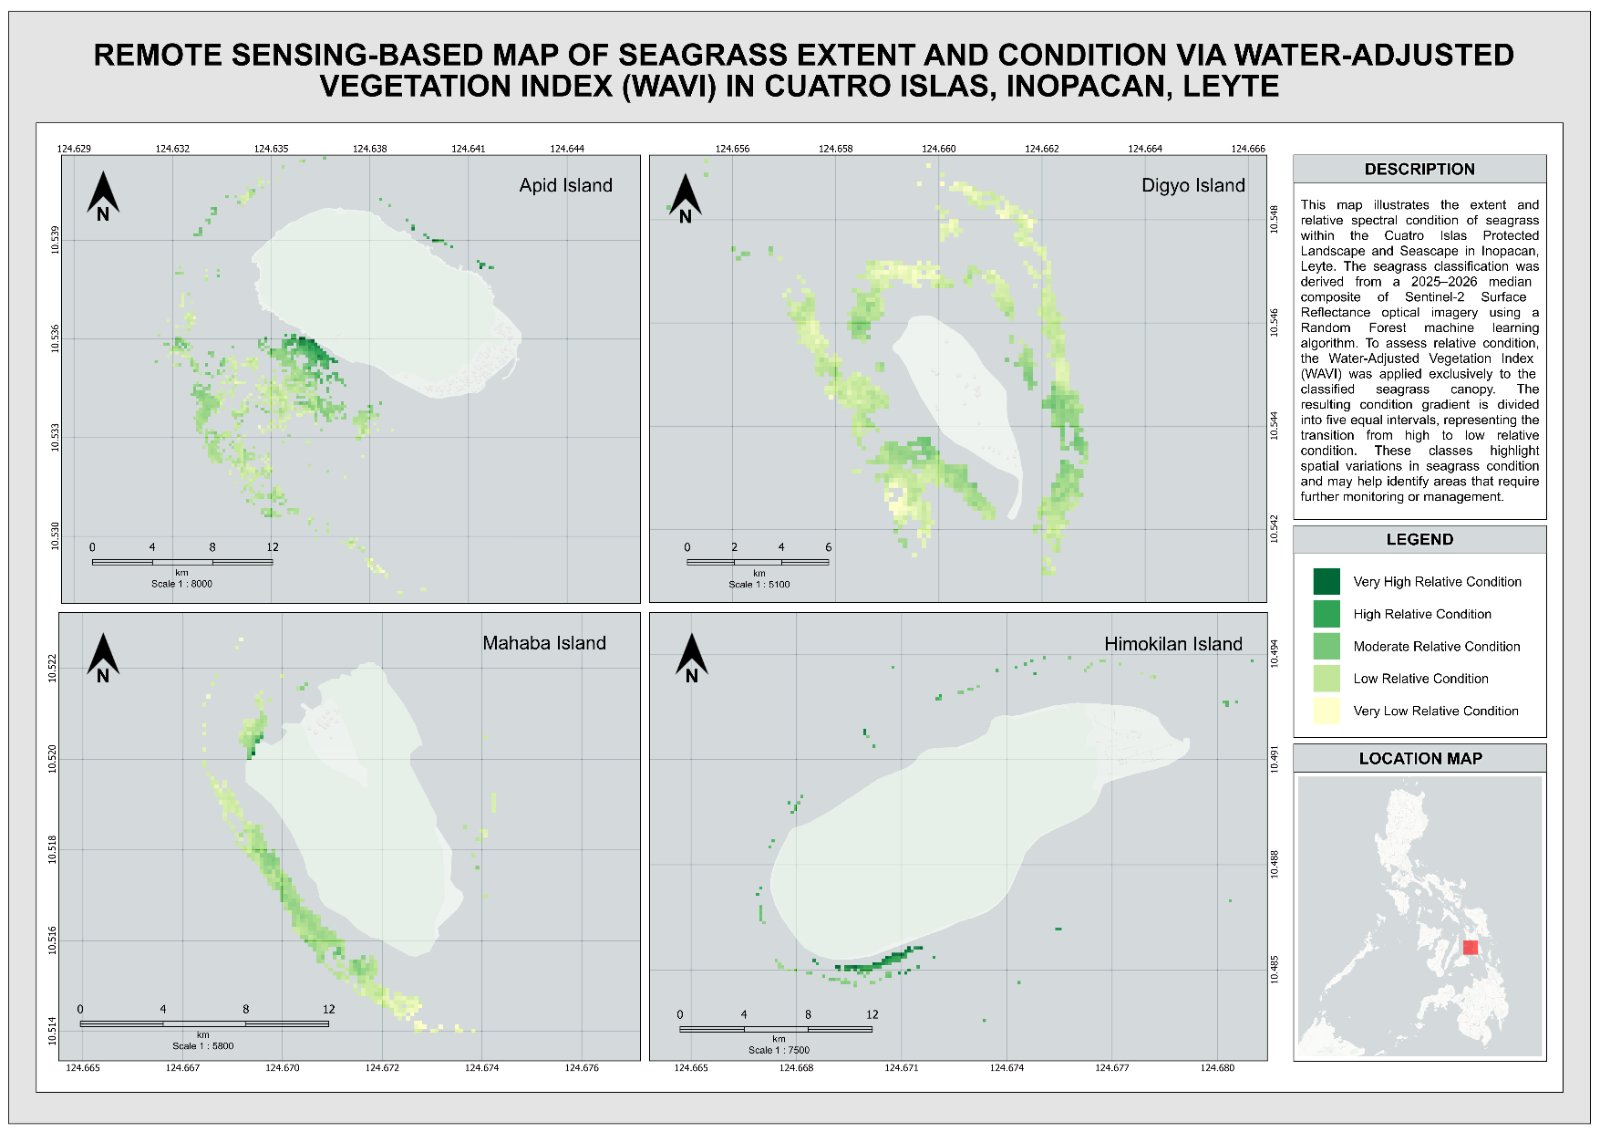 REMOTE SENSING-BASED MAP OF SEAGRASS EXTENT AND CONDITION VIA WATER-ADJUSTED
VEGETATION INDEX (WAVI) IN CUATRO ISLAS, INOPACAN, LEYTE
124.629 124.632 124.635 124.638 124.641 124.644
Apid Island
N
10.539
10.536
10.533
10.530
0 4 8 12
km
Scale 1 : 8000
124.656 124.658 124.660 124.662 124.664 124.666
Digyo Island
N
10.548
10.546
10.544
10.542
0 2 4 6
km
Scale 1 : 5100
Mahaba Island
N
10.522
10.520
10.518
10.516
10.514
0 4 8 12
km
Scale 1 : 5800
124.665 124.667 124.670 124.672 124.674 124.676
Himokilan Island
N
10.494
10.491
10.488
10.485
0 4 8 12
km
Scale 1 : 7500
124.665 124.668 124.671 124.674 124.677 124.680
DESCRIPTION
This map illustrates the extent and
relative spectral condition of seagrass
within the Cuatro Islas Protected
Landscape and Seascape in Inopacan,
Leyte. The seagrass classification was
derived from a 2025–2026 median
composite of Sentinel-2 Surface
Reflectance optical imagery using a
Random Forest machine learning
algorithm. To assess relative condition,
the Water-Adjusted Vegetation Index
(WAVI) was applied exclusively to the
classified seagrass canopy. The
resulting condition gradient is divided
into five equal intervals, representing the
transition from high to low relative
condition. These classes highlight
spatial variations in seagrass condition
and may help identify areas that require
further monitoring or management.
LEGEND
Very High Relative Condition
High Relative Condition
Moderate Relative Condition
Low Relative Condition
Very Low Relative Condition
LOCATION MAP